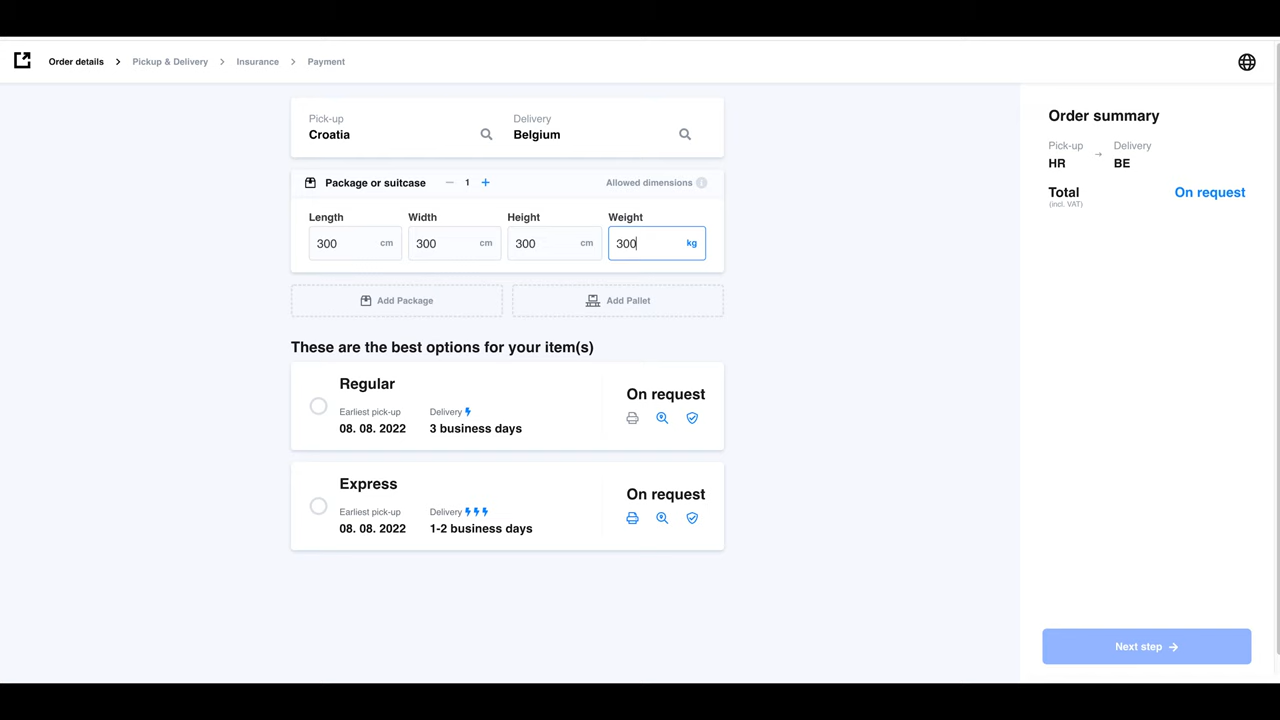 Order details
Pickup & Delivery
Insurance
Payment
Pick-up
Croatia
Delivery
Belgium
Package or suitcase
1
Allowed dimensions
Length
Width
Height
Weight
300 cm
300 cm
300 cm
300 kg
Add Package
Add Pallet
These are the best options for your item(s)
Regular
Earliest pick-up
08. 08. 2022
Delivery
3 business days
On request
Express
Earliest pick-up
08. 08. 2022
Delivery
1-2 business days
On request
Order summary
Pick-up
HR
→
Delivery
BE
Total
(incl. VAT)
On request
Next step →